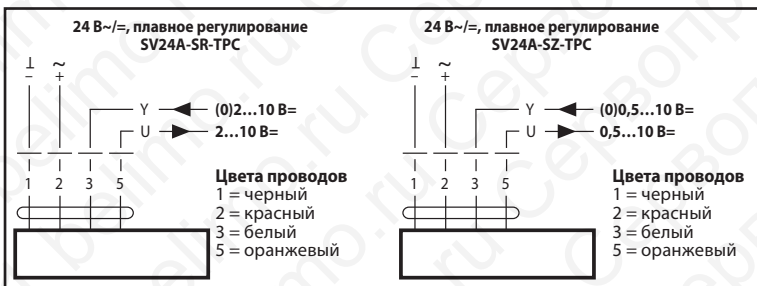 24 В~/=, плавное регулирование
SV24A-SR-TPC
⊥ ~
– +
Y (0)2...10 В=
U 2...10 В=
1 2 3 5
Цвета проводов
1 = черный
2 = красный
3 = белый
5 = оранжевый
24 В~/=, плавное регулирование
SV24A-SZ-TPC
⊥ ~
– +
Y (0)0,5...10 В=
U 0,5...10 В=
1 2 3 5
Цвета проводов
1 = черный
2 = красный
3 = белый
5 = оранжевый
belimo.ru